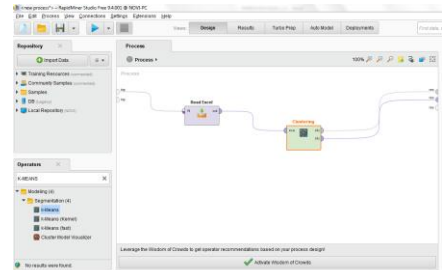 <new process*> – RapidMiner Studio Free
@ NOVI-PC
File Edit Process View Connections Settings Extensions Help
Views:
Design
Results
Turbo Prep
Auto Model
Deployments
Repository
Process
Import Data
Process
100%
Training Resources
Community Samples
Samples
DB
Local Repository
Process
Read Excel
Clustering
Operators
K-MEANS
Modeling (4)
Segmentation (4)
k-Means
k-Means (Kernel)
k-Means (fast)
Cluster Model Visualizer
No results were found.
Leverage the Wisdom of Crowds to get operator recommendations based on your process design!
Activate Wisdom of Crowds